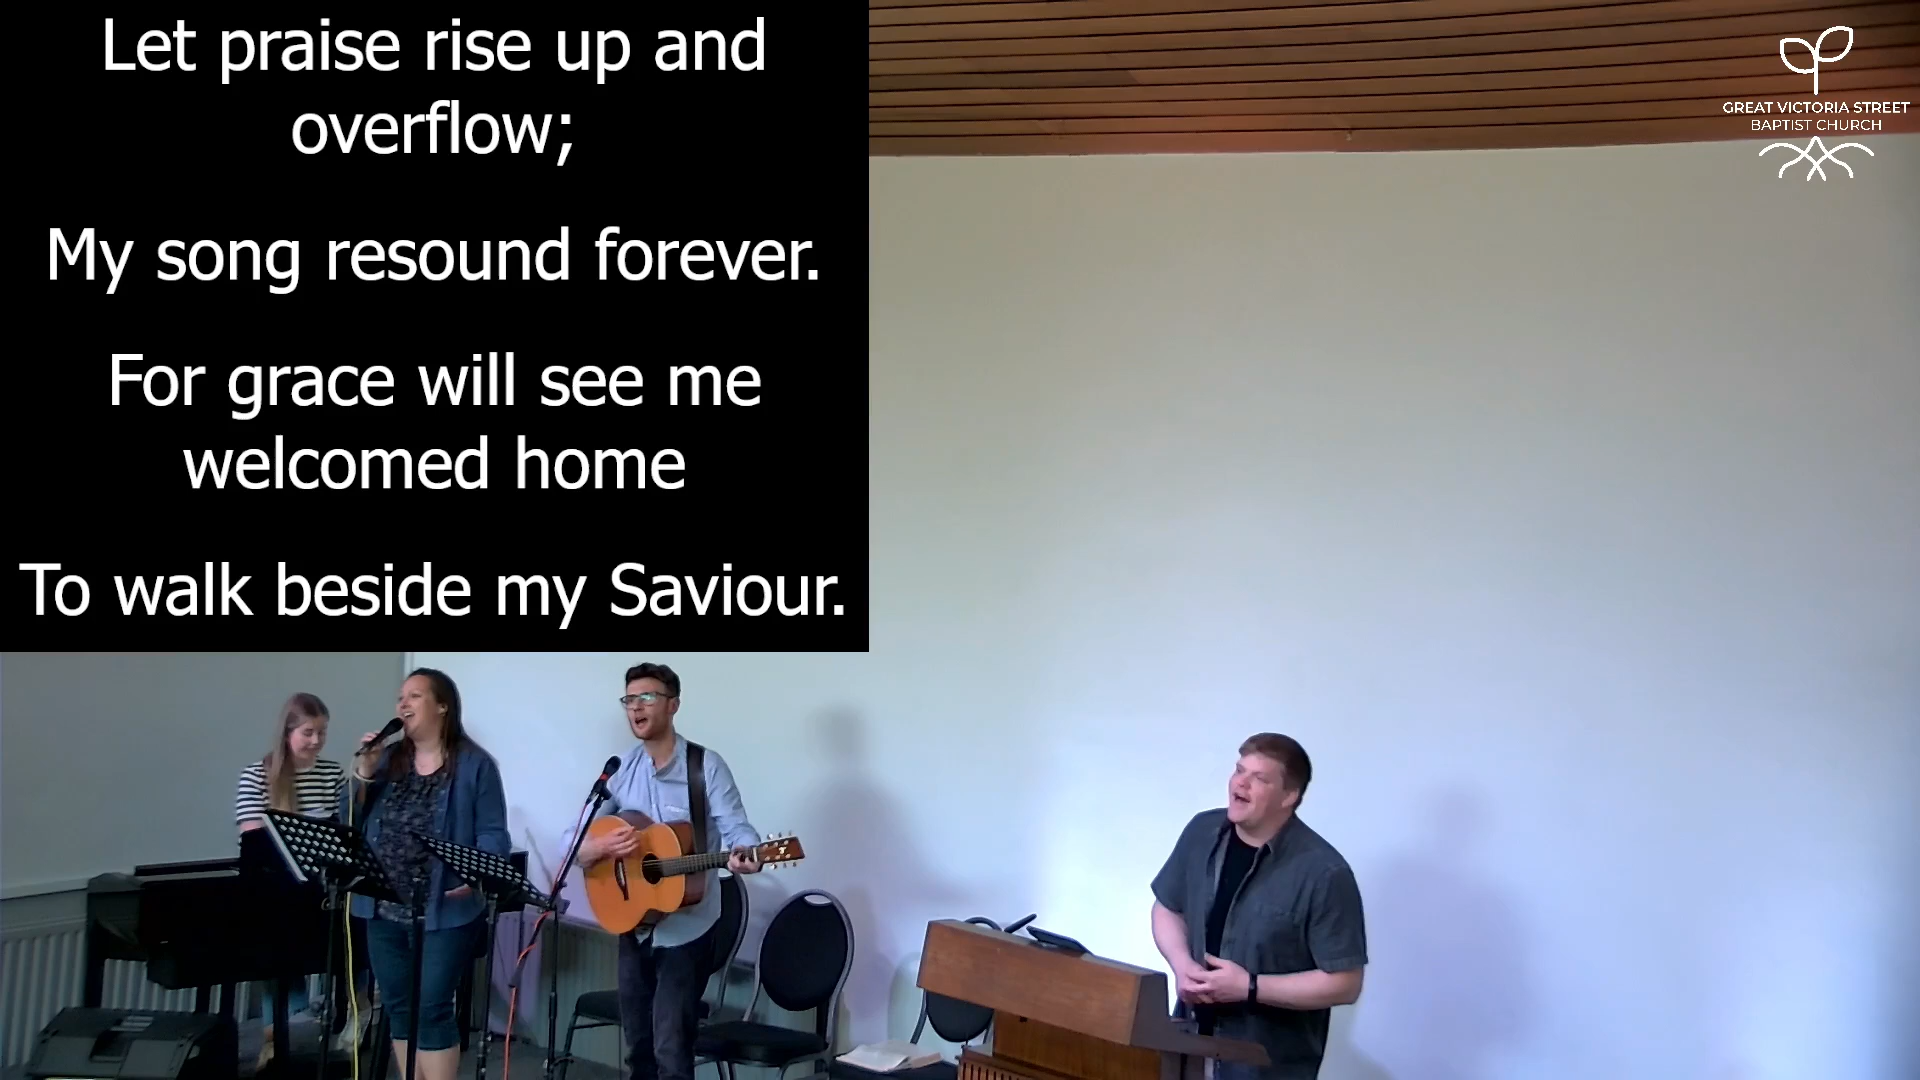 Let praise rise up and
overflow;
My song resound forever.
For grace will see me
welcomed home
To walk beside my Saviour.
GREAT VICTORIA STREET
BAPTIST CHURCH